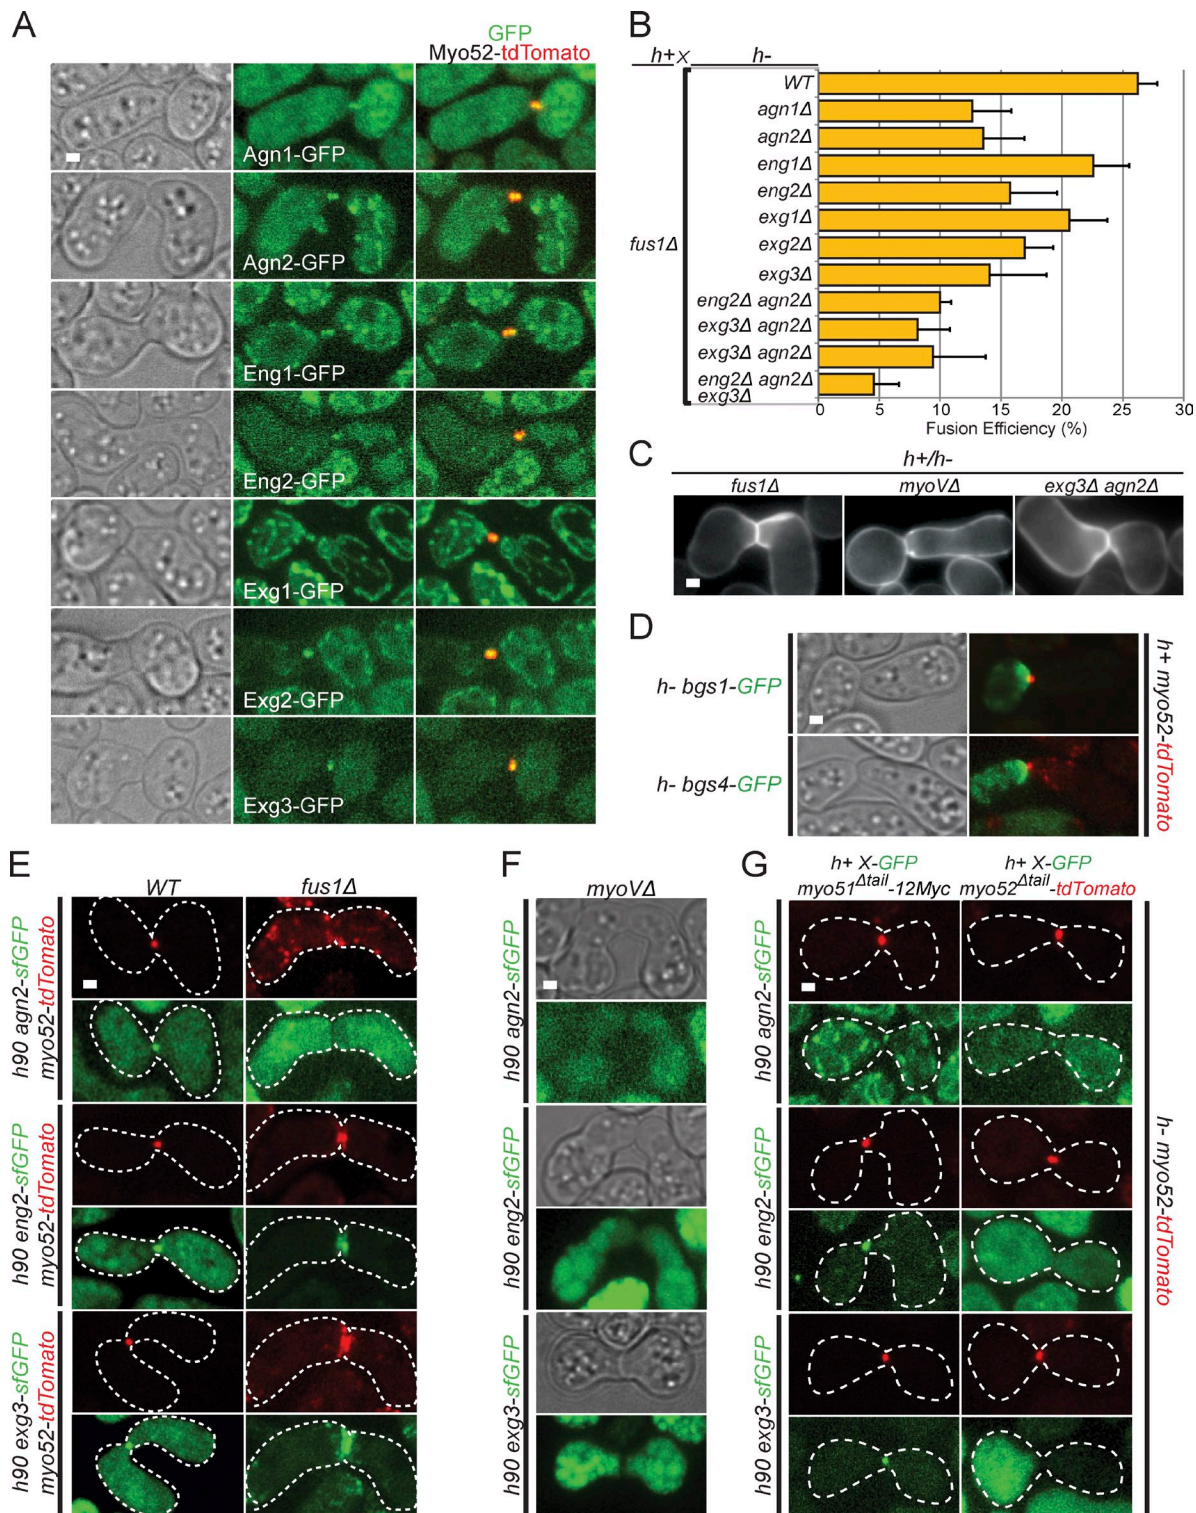 A
GFP
Myo52-tdTomato
Agn1-GFP
Agn2-GFP
Eng1-GFP
Eng2-GFP
Exg1-GFP
Exg2-GFP
Exg3-GFP
B
h+ x h-
fus1Δ
WT
agn1Δ
agn2Δ
eng1Δ
eng2Δ
exg1Δ
exg2Δ
exg3Δ
eng2Δ agn2Δ
exg3Δ agn2Δ
exg3Δ agn2Δ
eng2Δ agn2Δ
exg3Δ
0 5 10 15 20 25 30
Fusion Efficiency (%)
C
h+/h-
fus1Δ myoVΔ exg3Δ agn2Δ
D
h- bgs1-GFP
h- bgs4-GFP
h+ myo52-tdTomato
E
WT fus1Δ
h90 agn2-sfGFP
myo52-tdTomato
h90 eng2-sfGFP
myo52-tdTomato
h90 exg3-sfGFP
myo52-tdTomato
F
myoVΔ
h90 agn2-sfGFP
h90 eng2-sfGFP
h90 exg3-sfGFP
G
h+ X-GFP h+ X-GFP
myo51Δtail-12Myc myo52Δtail-tdTomato
h90 agn2-sfGFP
h90 eng2-sfGFP
h90 exg3-sfGFP
h- myo52-tdTomato